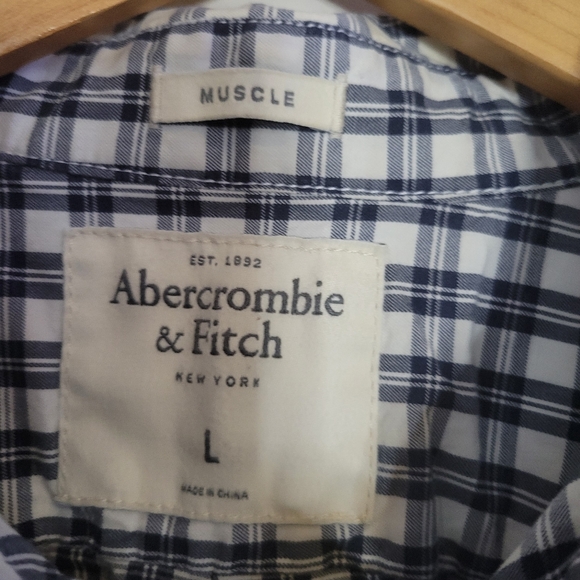 MUSCLE
EST. 1892
Abercrombie
& Fitch
NEW YORK
L
MADE IN CHINA